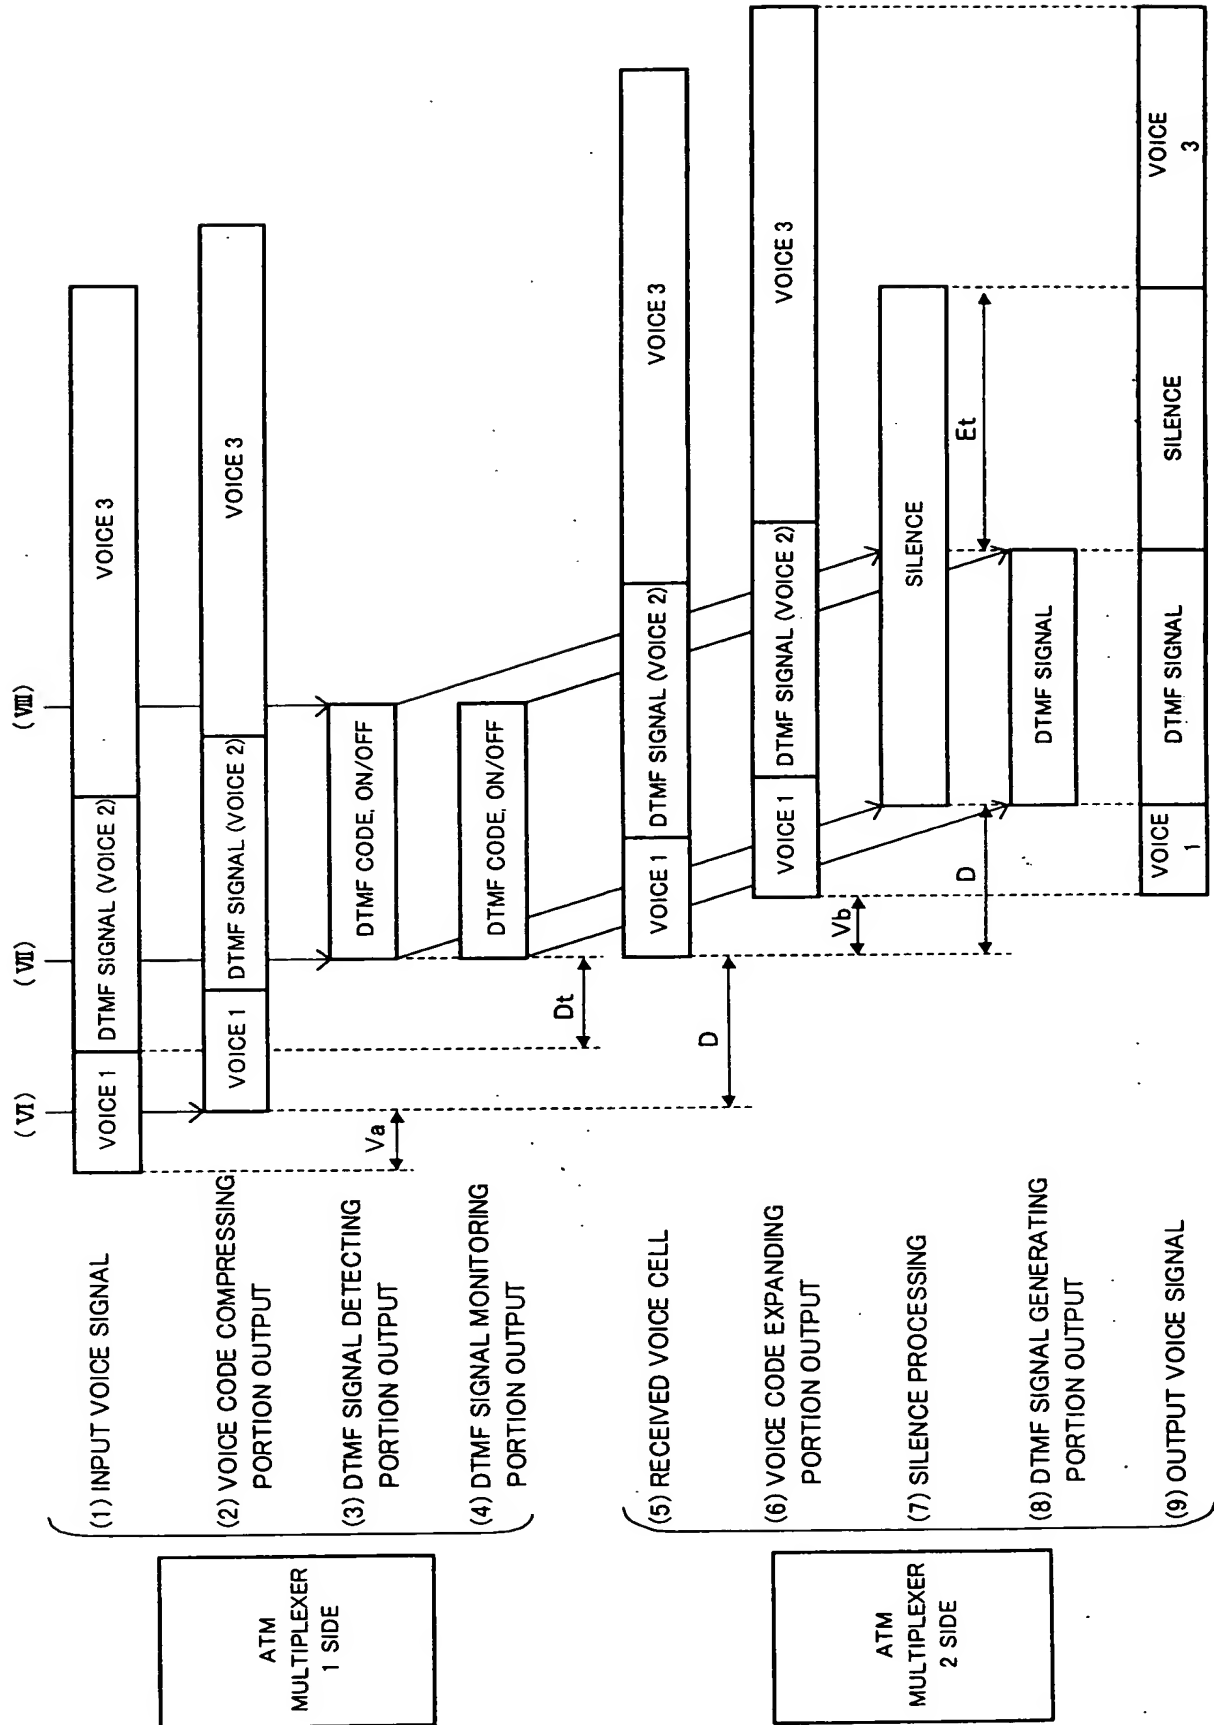 (VI)
(VII)
(VIII)
ATM
MULTIPLEXER
1 SIDE
(1) INPUT VOICE SIGNAL
VOICE 1
DTMF SIGNAL (VOICE 2)
VOICE 3
(2) VOICE CODE COMPRESSING
PORTION OUTPUT
VOICE 1
DTMF SIGNAL (VOICE 2)
VOICE 3
Va
(3) DTMF SIGNAL DETECTING
PORTION OUTPUT
DTMF CODE, ON/OFF
(4) DTMF SIGNAL MONITORING
PORTION OUTPUT
DTMF CODE, ON/OFF
Dt
D
ATM
MULTIPLEXER
2 SIDE
(5) RECEIVED VOICE CELL
VOICE 1
DTMF SIGNAL (VOICE 2)
VOICE 3
(6) VOICE CODE EXPANDING
PORTION OUTPUT
VOICE 1
DTMF SIGNAL (VOICE 2)
VOICE 3
Vb
(7) SILENCE PROCESSING
SILENCE
D
Et
(8) DTMF SIGNAL GENERATING
PORTION OUTPUT
DTMF SIGNAL
(9) OUTPUT VOICE SIGNAL
VOICE
1
DTMF SIGNAL
SILENCE
VOICE
3